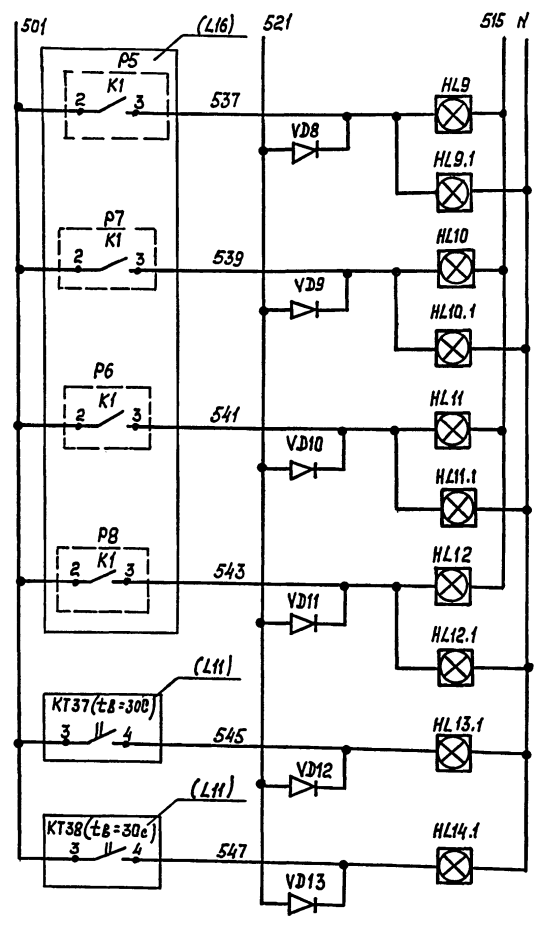 501 (L16) 521 515 N
P5
K1
2 3 537 HL9
VD8
HL9.1
P7
K1
2 3 539 HL10
VD9
HL10.1
P6
K1
2 3 541 HL11
VD10
HL11.1
P8
K1
2 3 543 HL12
VD11
HL12.1
(L11)
KT37(tв=30с)
3 4 545 HL13.1
VD12
(L11)
KT38(tв=30с)
3 4 547 HL14.1
VD13